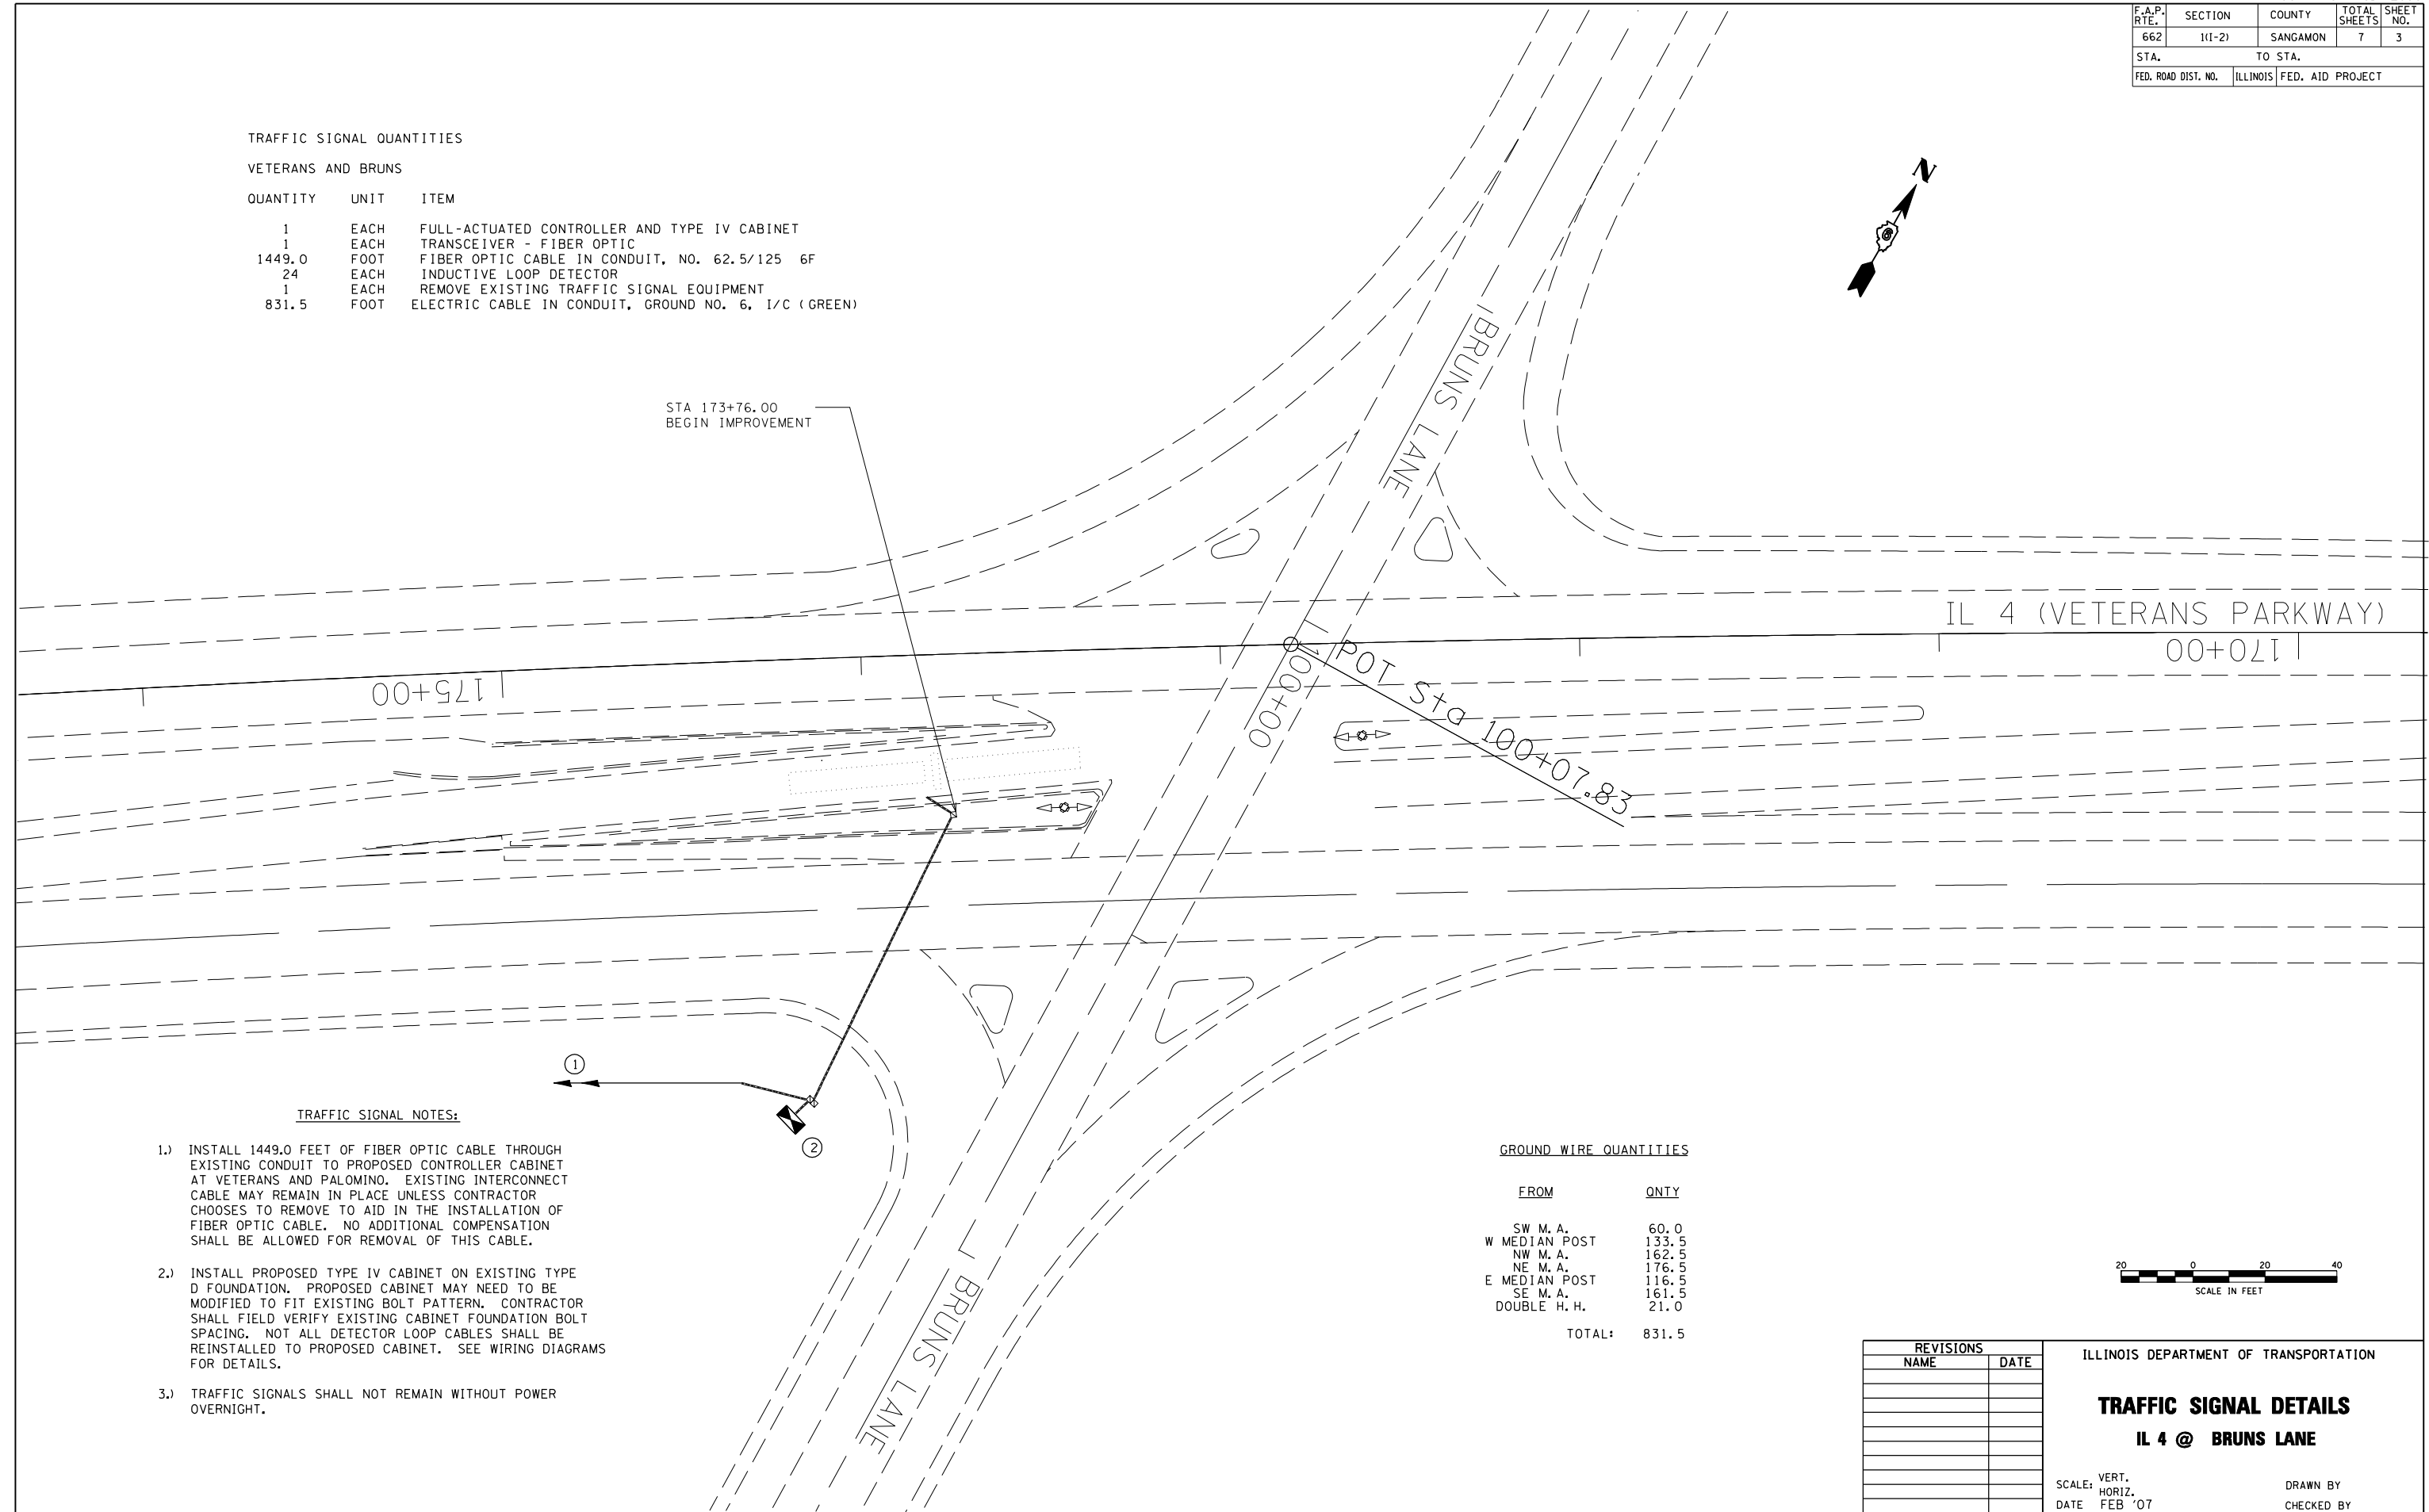 F.A.P. RTE. SECTION COUNTY TOTAL SHEETS SHEET NO.
662 1(I-2) SANGAMON 7 3
STA. TO STA.
FED. ROAD DIST. NO. ILLINOIS FED. AID PROJECT
TRAFFIC SIGNAL QUANTITIES
VETERANS AND BRUNS
QUANTITY UNIT ITEM
1 EACH FULL-ACTUATED CONTROLLER AND TYPE IV CABINET
1 EACH TRANSCEIVER - FIBER OPTIC
1449.0 FOOT FIBER OPTIC CABLE IN CONDUIT, NO. 62.5/125 6F
24 EACH INDUCTIVE LOOP DETECTOR
1 EACH REMOVE EXISTING TRAFFIC SIGNAL EQUIPMENT
831.5 FOOT ELECTRIC CABLE IN CONDUIT, GROUND NO. 6, I/C (GREEN)
N
STA 173+76.00
BEGIN IMPROVEMENT
BRUNS LANE
IL 4 (VETERANS PARKWAY)
170+00
175+00
100+00
POT Sta 100+07.83
1
2
TRAFFIC SIGNAL NOTES:
1.) INSTALL 1449.0 FEET OF FIBER OPTIC CABLE THROUGH
EXISTING CONDUIT TO PROPOSED CONTROLLER CABINET
AT VETERANS AND PALOMINO. EXISTING INTERCONNECT
CABLE MAY REMAIN IN PLACE UNLESS CONTRACTOR
CHOOSES TO REMOVE TO AID IN THE INSTALLATION OF
FIBER OPTIC CABLE. NO ADDITIONAL COMPENSATION
SHALL BE ALLOWED FOR REMOVAL OF THIS CABLE.
2.) INSTALL PROPOSED TYPE IV CABINET ON EXISTING TYPE
D FOUNDATION. PROPOSED CABINET MAY NEED TO BE
MODIFIED TO FIT EXISTING BOLT PATTERN. CONTRACTOR
SHALL FIELD VERIFY EXISTING CABINET FOUNDATION BOLT
SPACING. NOT ALL DETECTOR LOOP CABLES SHALL BE
REINSTALLED TO PROPOSED CABINET. SEE WIRING DIAGRAMS
FOR DETAILS.
3.) TRAFFIC SIGNALS SHALL NOT REMAIN WITHOUT POWER
OVERNIGHT.
BRUNS LANE
GROUND WIRE QUANTITIES
FROM QNTY
SW M.A. 60.0
W MEDIAN POST 133.5
NW M.A. 162.5
NE M.A. 176.5
E MEDIAN POST 116.5
SE M.A. 161.5
DOUBLE H.H. 21.0
TOTAL: 831.5
20 0 20 40
SCALE IN FEET
REVISIONS
NAME DATE
ILLINOIS DEPARTMENT OF TRANSPORTATION
TRAFFIC SIGNAL DETAILS
IL 4 @ BRUNS LANE
SCALE: VERT.
HORIZ.
DRAWN BY
DATE FEB '07
CHECKED BY